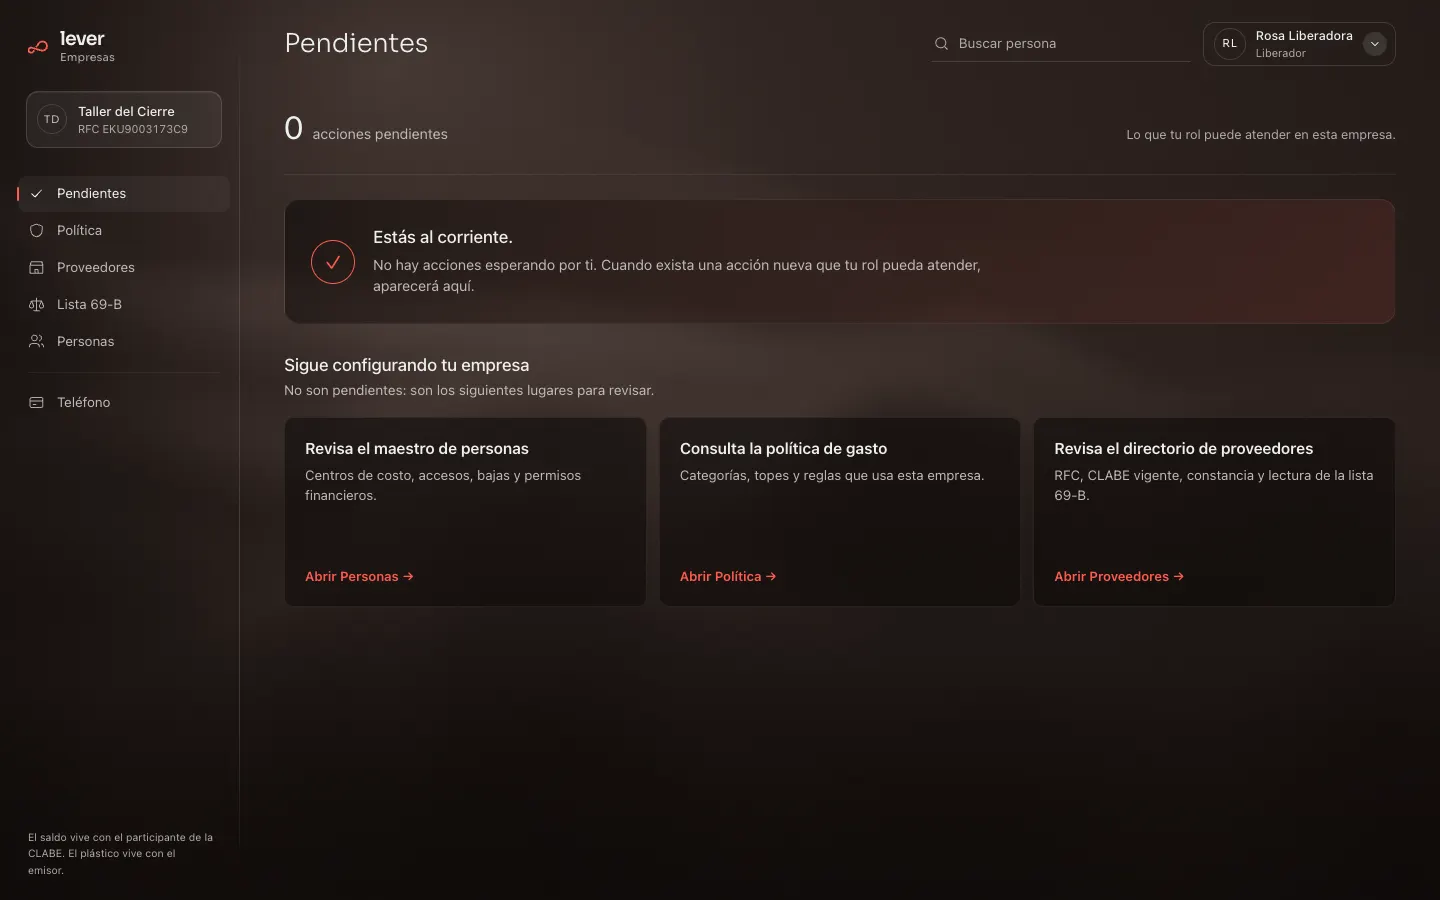 lever
Empresas
Pendientes
Buscar persona
RL
Rosa Liberadora
Liberador
TD
Taller del Cierre
RFC EKU9003173C9
0 acciones pendientes
Lo que tu rol puede atender en esta empresa.
Pendientes
Política
Proveedores
Lista 69-B
Personas
Teléfono
Estás al corriente.
No hay acciones esperando por ti. Cuando exista una acción nueva que tu rol pueda atender,
aparecerá aquí.
Sigue configurando tu empresa
No son pendientes: son los siguientes lugares para revisar.
Revisa el maestro de personas
Centros de costo, accesos, bajas y permisos
financieros.
Abrir Personas →
Consulta la política de gasto
Categorías, topes y reglas que usa esta empresa.
Abrir Política →
Revisa el directorio de proveedores
RFC, CLABE vigente, constancia y lectura de la lista
69-B.
Abrir Proveedores →
El saldo vive con el participante de la
CLABE. El plástico vive con el
emisor.